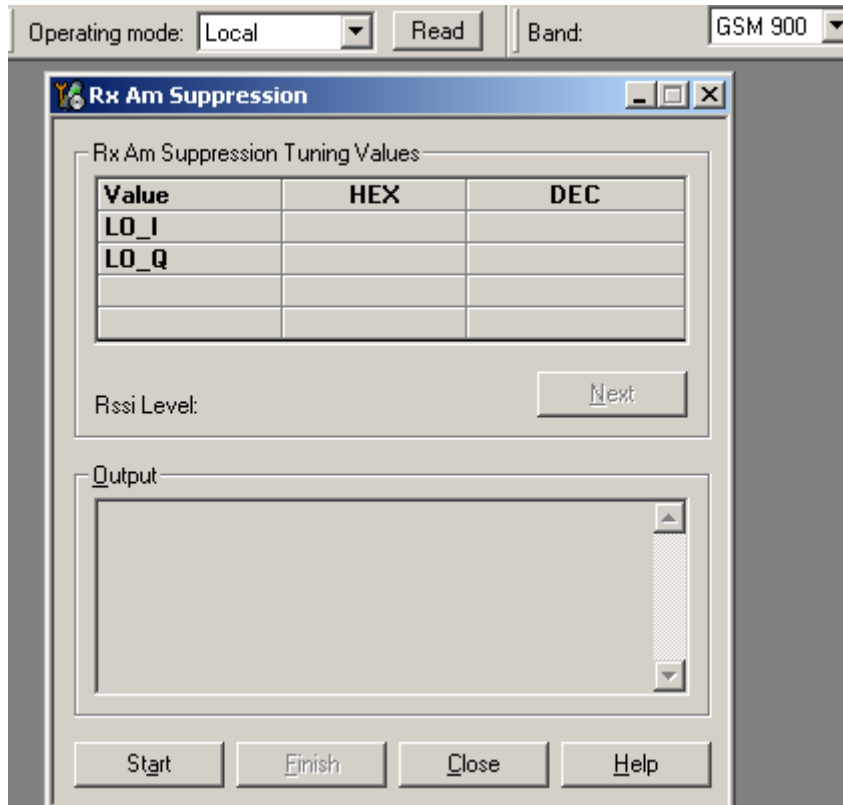 Operating mode: Local Read Band: GSM 900
Rx Am Suppression
Rx Am Suppression Tuning Values
Value HEX DEC
LO_I
LO_Q
Rssi Level: Next
Output
Start Finish Close Help